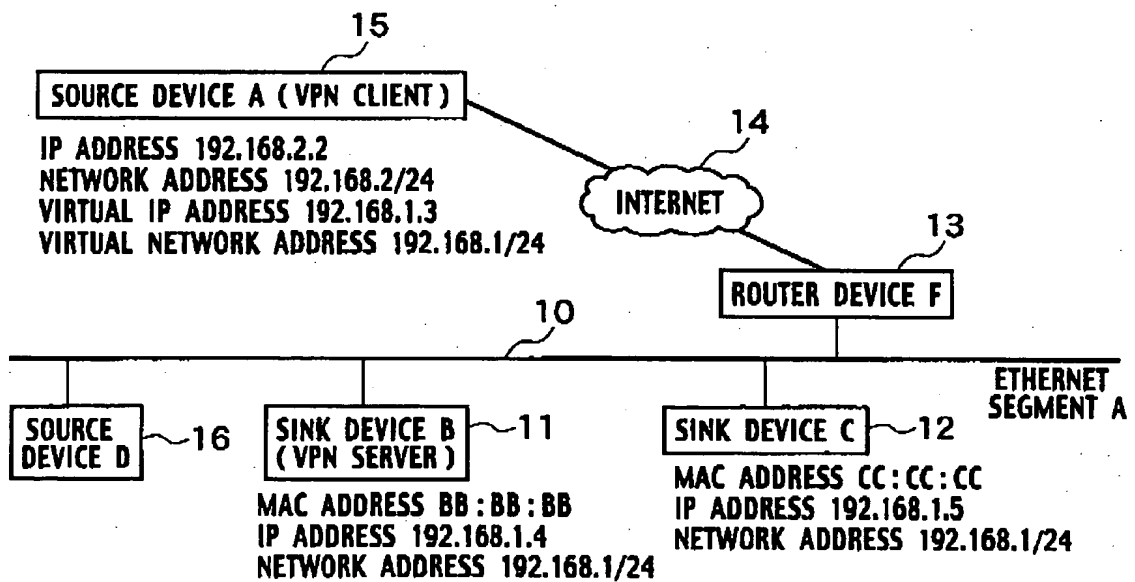 15
SOURCE DEVICE A ( VPN CLIENT )
IP ADDRESS 192.168.2.2
NETWORK ADDRESS 192.168.2/24
VIRTUAL IP ADDRESS 192.168.1.3
VIRTUAL NETWORK ADDRESS 192.168.1/24
14
INTERNET
13
ROUTER DEVICE F
10
ETHERNET
SEGMENT A
SOURCE
DEVICE D
16
SINK DEVICE B
( VPN SERVER )
11
MAC ADDRESS BB:BB:BB
IP ADDRESS 192.168.1.4
NETWORK ADDRESS 192.168.1/24
SINK DEVICE C
12
MAC ADDRESS CC:CC:CC
IP ADDRESS 192.168.1.5
NETWORK ADDRESS 192.168.1/24